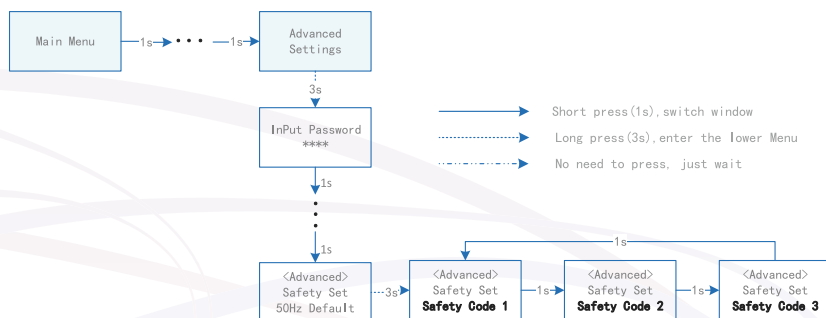 Main Menu
1s
1s
Advanced
Settings
3s
InPut Password
****
Short press(1s), switch window
Long press(3s), enter the lower Menu
No need to press, just wait
1s
1s
1s
<Advanced>
Safety Set
50Hz Default
3s
<Advanced>
Safety Set
Safety Code 1
1s
<Advanced>
Safety Set
Safety Code 2
1s
<Advanced>
Safety Set
Safety Code 3